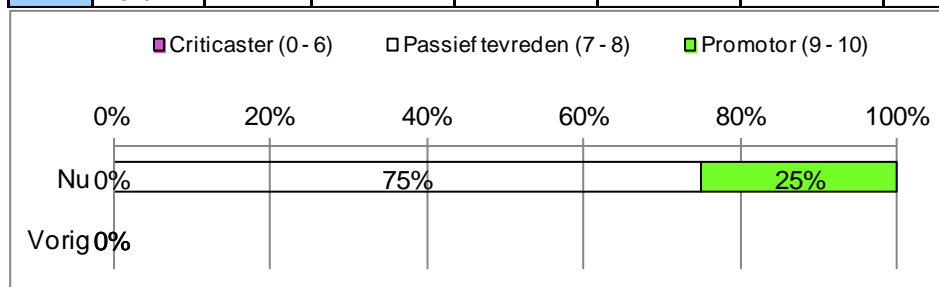 Criticaster (0 - 6) Passief tevreden (7 - 8) Promotor (9 - 10)
0% 20% 40% 60% 80% 100%
Nu 0% 75% 25%
Vorig 0%